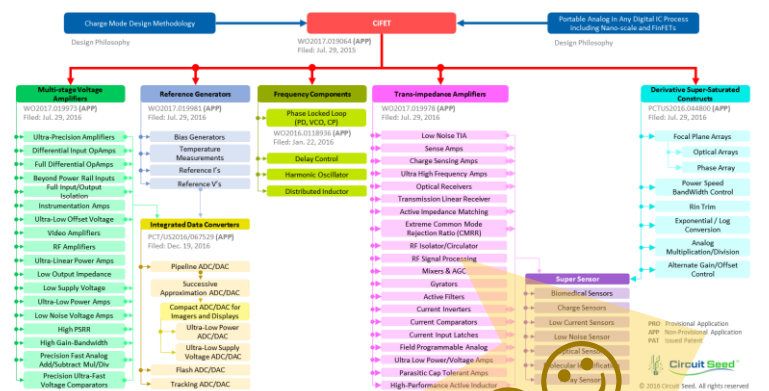 Charge Mode Design Methodology
CIFET
Portable Analog in Any Digital IC Process
Including Nano-scale and FinFETs
Design Philosophy
WO2017.019064 (APP)
Filed: Jul. 29, 2015
Design Philosophy
Multi-stage Voltage
Amplifiers
WO2017.019973 (APP)
Filed: Jul. 29, 2016
Ultra-Precision Amplifiers
Differential Input OpAmps
Full Differential OpAmps
Beyond Power Rail Inputs
Full Input/Output
Isolation
Instrumentation Amps
Ultra-Low Offset Voltage
Video Amplifiers
RF Amplifiers
Ultra-Linear Power Amps
Low Output Impedance
Low Supply Voltage
Ultra-Low Power Amps
Low Noise Voltage Amps
High PSRR
High Gain-Bandwidth
Precision Fast Analog
Add/Subtract Mul/Div
Precision Ultra-Fast
Voltage Comparators
Reference Generators
WO2017.019981 (APP)
Filed: Jul. 29, 2016
Bias Generators
Temperature
Measurements
Reference I's
Reference V's
Integrated Data Converters
PCT/US2016/067529 (APP)
Filed: Dec. 19, 2016
Pipeline ADC/DAC
Successive
Approximation ADC/DAC
Compact ADC/DAC for
Imagers and Displays
Ultra-Low Power
ADC/DAC
Ultra-Low Supply
Voltage ADC/DAC
Flash ADC/DAC
Tracking ADC/DAC
Frequency Components
Phase Locked Loop
(PD, VCO, CP)
WO2016.0118936 (APP)
Filed: Jan. 22, 2016
Delay Control
Harmonic Oscillator
Distributed Inductor
Trans-impedance Amplifiers
WO2017.019978 (APP)
Filed: Jul. 29, 2016
Low Noise TIA
Sense Amps
Charge Sensing Amps
Ultra High Frequency Amps
Optical Receivers
Transmission Linear Receiver
Active Impedance Matching
Extreme Common Mode
Rejection Ratio (CMRR)
RF Isolator/Circulator
RF Signal Processing
Mixers & AGC
Gyrators
Active Filters
Current Inverters
Current Comparators
Current Input Latches
Field Programmable Analog
Ultra Low Power/Voltage Amps
Parasitic Cap Tolerant Amps
High-Performance Active Inductor
Super Sensor
Biomedical Sensors
Charge Sensors
Low Current Sensors
Low Noise Sensor
Sensors
Molecular
Sensors
Derivative Super-Saturated
Constructs
PCTUS2016.044800 (APP)
Filed: Jul. 29, 2016
Focal Plane Arrays
Optical Arrays
Phase Array
Power Speed
BandWidth Control
Rin Trim
Exponential / Log
Conversion
Analog
Multiplication/Division
Alternate Gain/Offset
Control
PRO Provisional Application
APP Non-Provisional Application
PAT Issued Patent
Circuit Seed™
© 2016 Circuit Seed. All rights reserved